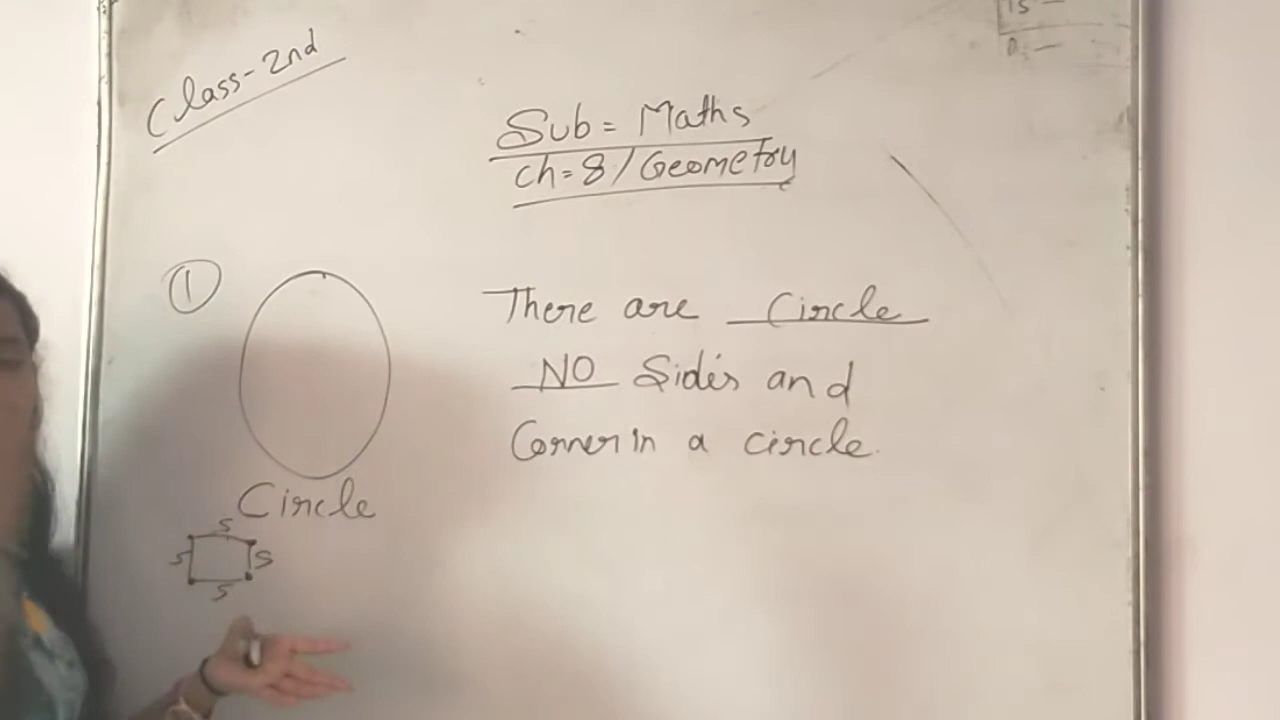 Class-2nd
Sub = Maths
Ch = 8 / Geometry
①
There are Circle
NO Sides and
Corner in a circle.
Circle
S
S S
S